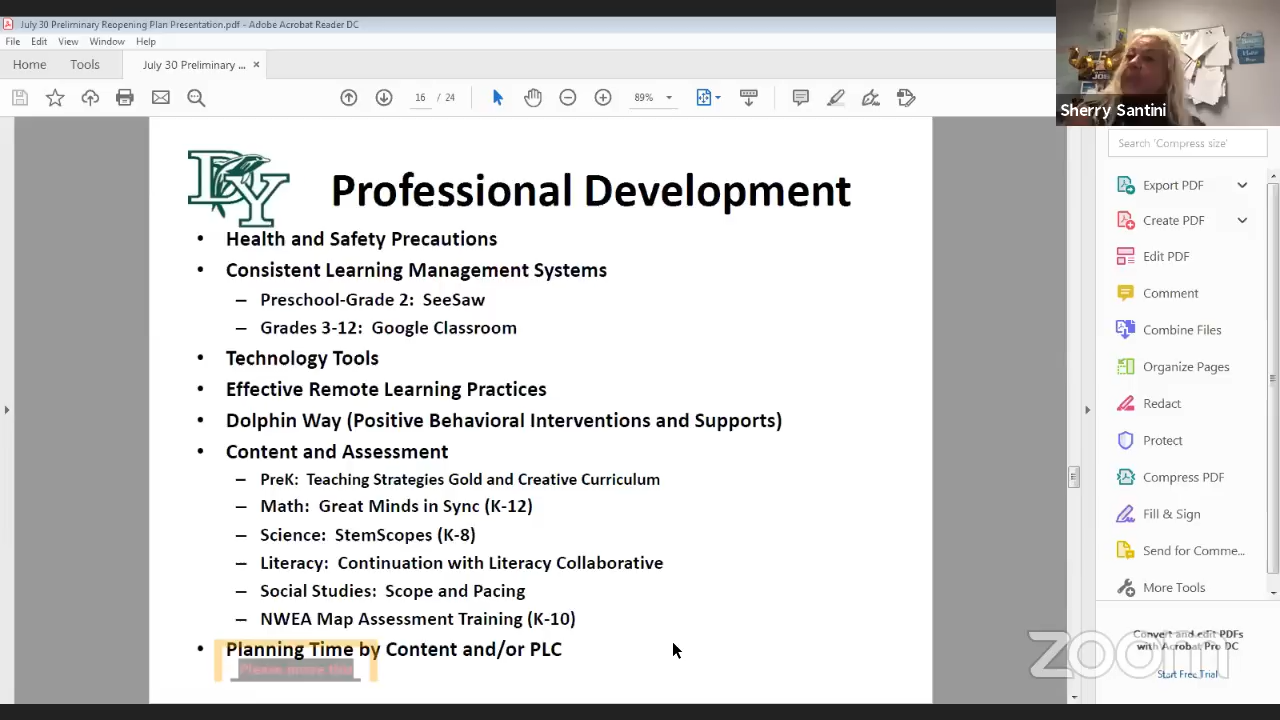 July 30 Preliminary Reopening Plan Presentation.pdf - Adobe Acrobat Reader DC
File Edit View Window Help
Home Tools July 30 Preliminary ... ×
16 / 24 89%
Sherry Santini
Search 'Compress size'
DY
Professional Development
• Health and Safety Precautions
• Consistent Learning Management Systems
– Preschool-Grade 2: SeeSaw
– Grades 3-12: Google Classroom
• Technology Tools
• Effective Remote Learning Practices
• Dolphin Way (Positive Behavioral Interventions and Supports)
• Content and Assessment
– PreK: Teaching Strategies Gold and Creative Curriculum
– Math: Great Minds in Sync (K-12)
– Science: StemScopes (K-8)
– Literacy: Continuation with Literacy Collaborative
– Social Studies: Scope and Pacing
– NWEA Map Assessment Training (K-10)
• Planning Time by Content and/or PLC
Export PDF
Create PDF
Edit PDF
Comment
Combine Files
Organize Pages
Redact
Protect
Compress PDF
Fill & Sign
Send for Comme...
More Tools
Convert and edit PDFs
with Acrobat Pro DC
Start Free Trial
zoom